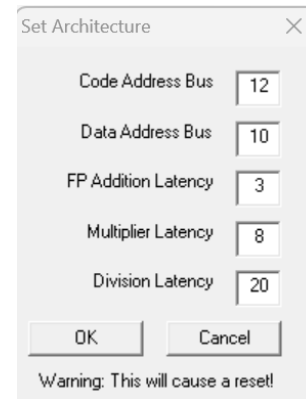 Set Architecture
Code Address Bus 12
Data Address Bus 10
FP Addition Latency 3
Multiplier Latency 8
Division Latency 20
OK Cancel
Warning: This will cause a reset!